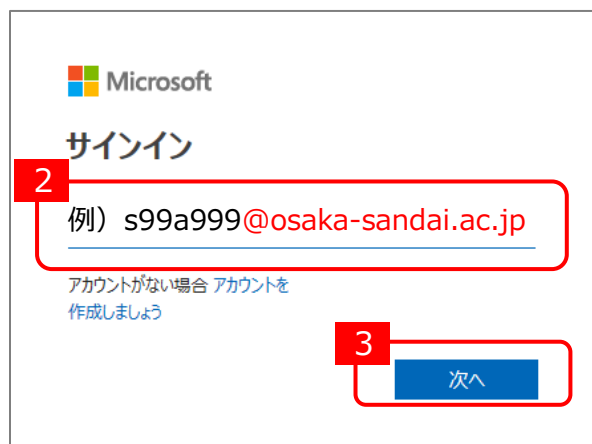 Microsoft
サインイン
2
例）s99a999@osaka-sandai.ac.jp
アカウントがない場合 アカウントを
作成しましょう
3
次へ